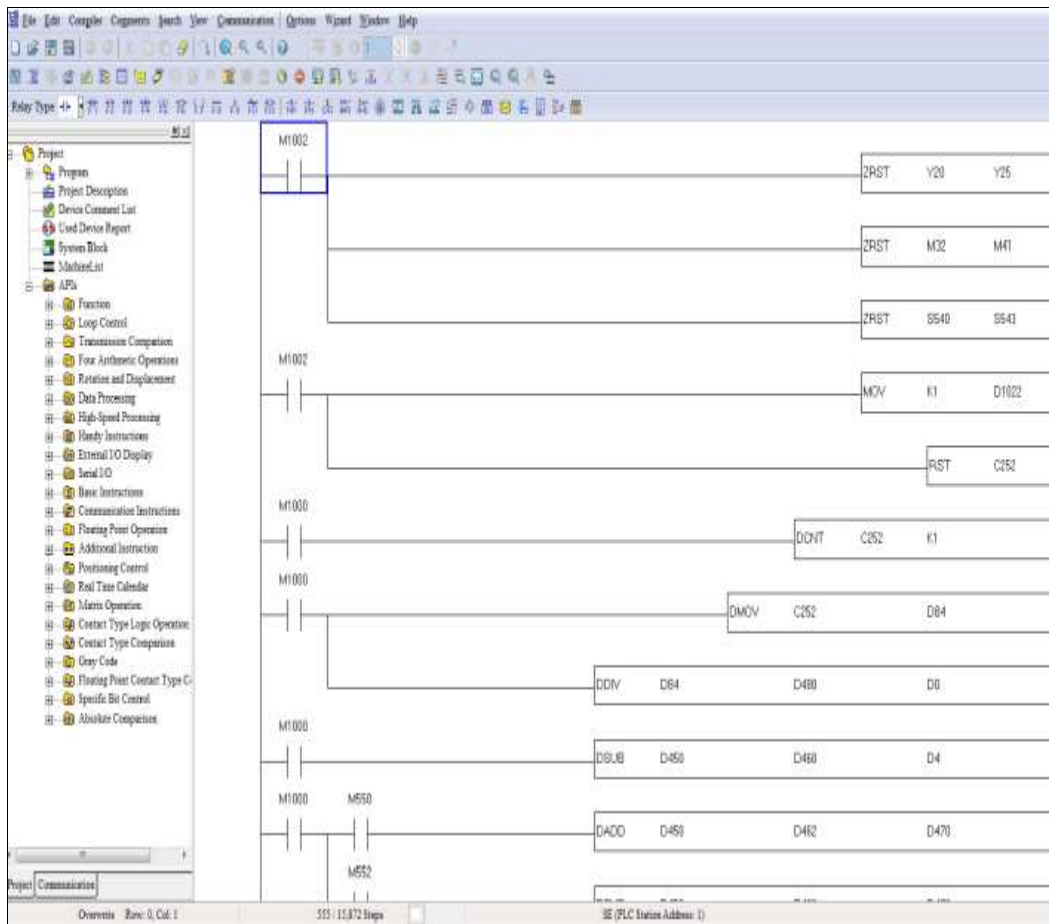 File Edit Compiler Comments Search View Communication Options Wizard Window Help
Relay Type
Project
Program
Project Description
Device Comment List
Used Device Report
System Block
MachineList
APIs
Function
Loop Control
Transmission Comparison
Four Arithmetic Operations
Rotation and Displacement
Data Processing
High-Speed Processing
Handy Instructions
External I/O Display
Serial I/O
Basic Instructions
Communication Instructions
Floating Point Operation
Additional Instruction
Positioning Control
Real Time Calendar
Matrix Operation
Contact Type Logic Operation
Contact Type Comparison
Gray Code
Floating Point Contact Type C
Specific Bit Control
Absolute Comparison
Project Communication
M1002
ZRST Y20 Y25
ZRST M32 M41
ZRST S540 S543
M1002
MOV K1 D1022
RST C252
M1000
DCNT C252 K1
M1000
DMOV C252 D84
DDIV D84 D480 D0
M1000
DSUB D450 D460 D4
M1000 M550
DADD D450 D462 D470
M552
Overwrite Row: 0, Col: 1 555 / 15,872 Steps SE (PLC Station Address: 1)